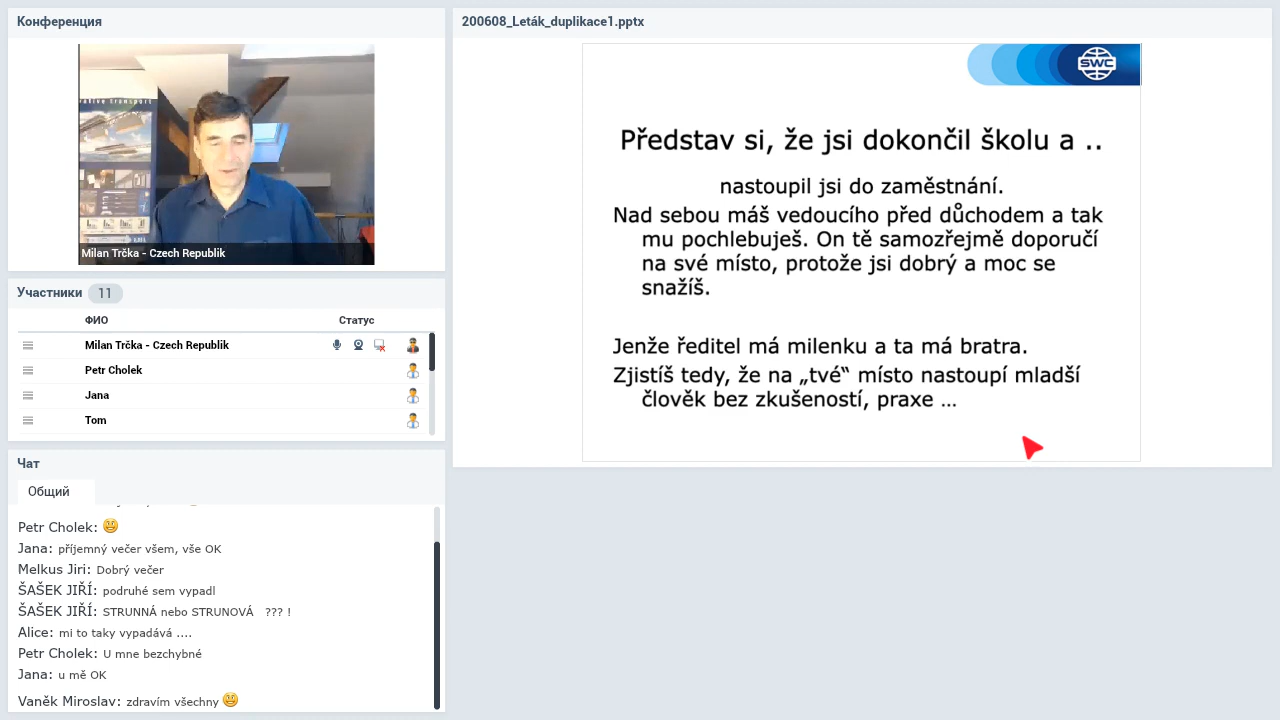 Конференция
rative transport
Milan Trčka - Czech Republik
Участники 11
ФИО Статус
Milan Trčka - Czech Republik
Petr Cholek
Jana
Tom
Чат
Общий
Petr Cholek:
Jana: příjemný večer všem, vše OK
Melkus Jiri: Dobrý večer
ŠAŠEK JIŘÍ: podruhé sem vypadl
ŠAŠEK JIŘÍ: STRUNNÁ nebo STRUNOVÁ ??? !
Alice: mi to taky vypadává ....
Petr Cholek: U mne bezchybné
Jana: u mě OK
Vaněk Miroslav: zdravím všechny
200608_Leták_duplikace1.pptx
SWC
Představ si, že jsi dokončil školu a ..
nastoupil jsi do zaměstnání.
Nad sebou máš vedoucího před důchodem a tak
mu pochlebuješ. On tě samozřejmě doporučí
na své místo, protože jsi dobrý a moc se
snažíš.
Jenže ředitel má milenku a ta má bratra.
Zjistíš tedy, že na „tvé“ místo nastoupí mladší
člověk bez zkušeností, praxe …